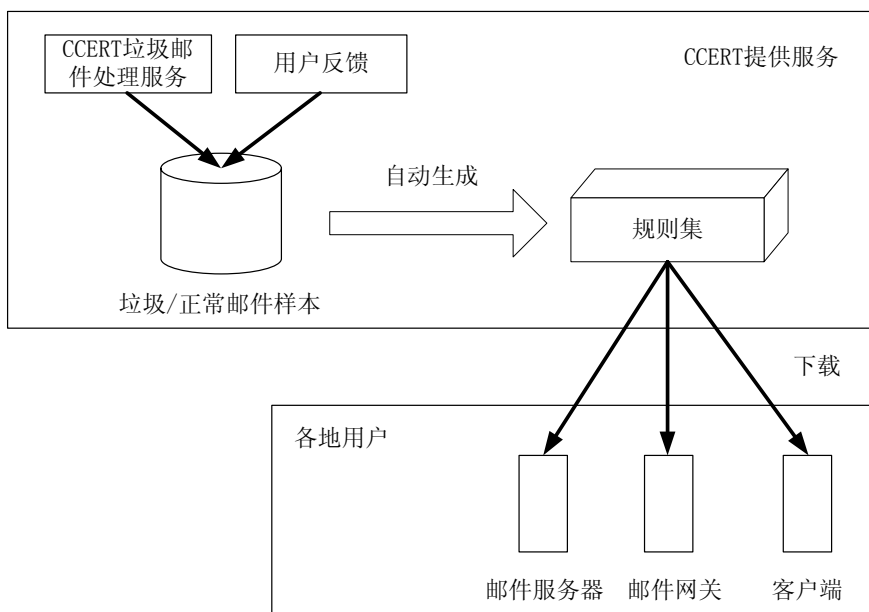 CCERT垃圾邮
件处理服务
用户反馈
CCERT提供服务
自动生成
规则集
垃圾/正常邮件样本
下载
各地用户
邮件服务器
邮件网关
客户端